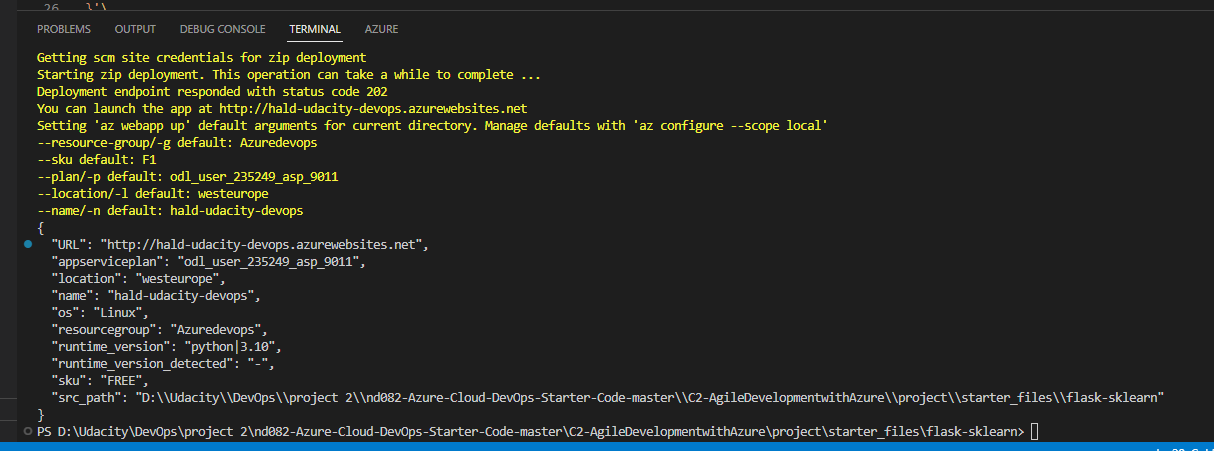 26 }'\
PROBLEMS OUTPUT DEBUG CONSOLE TERMINAL AZURE
Getting scm site credentials for zip deployment
Starting zip deployment. This operation can take a while to complete ...
Deployment endpoint responded with status code 202
You can launch the app at http://hald-udacity-devops.azurewebsites.net
Setting 'az webapp up' default arguments for current directory. Manage defaults with 'az configure --scope local'
--resource-group/-g default: Azuredevops
--sku default: F1
--plan/-p default: odl_user_235249_asp_9011
--location/-l default: westeurope
--name/-n default: hald-udacity-devops
{
"URL": "http://hald-udacity-devops.azurewebsites.net",
"appserviceplan": "odl_user_235249_asp_9011",
"location": "westeurope",
"name": "hald-udacity-devops",
"os": "Linux",
"resourcegroup": "Azuredevops",
"runtime_version": "python|3.10",
"runtime_version_detected": "-",
"sku": "FREE",
"src_path": "D:\\Udacity\\DevOps\\project 2\\nd082-Azure-Cloud-DevOps-Starter-Code-master\\C2-AgileDevelopmentwithAzure\\project\\starter_files\\flask-sklearn"
}
PS D:\Udacity\DevOps\project 2\nd082-Azure-Cloud-DevOps-Starter-Code-master\C2-AgileDevelopmentwithAzure\project\starter_files\flask-sklearn>